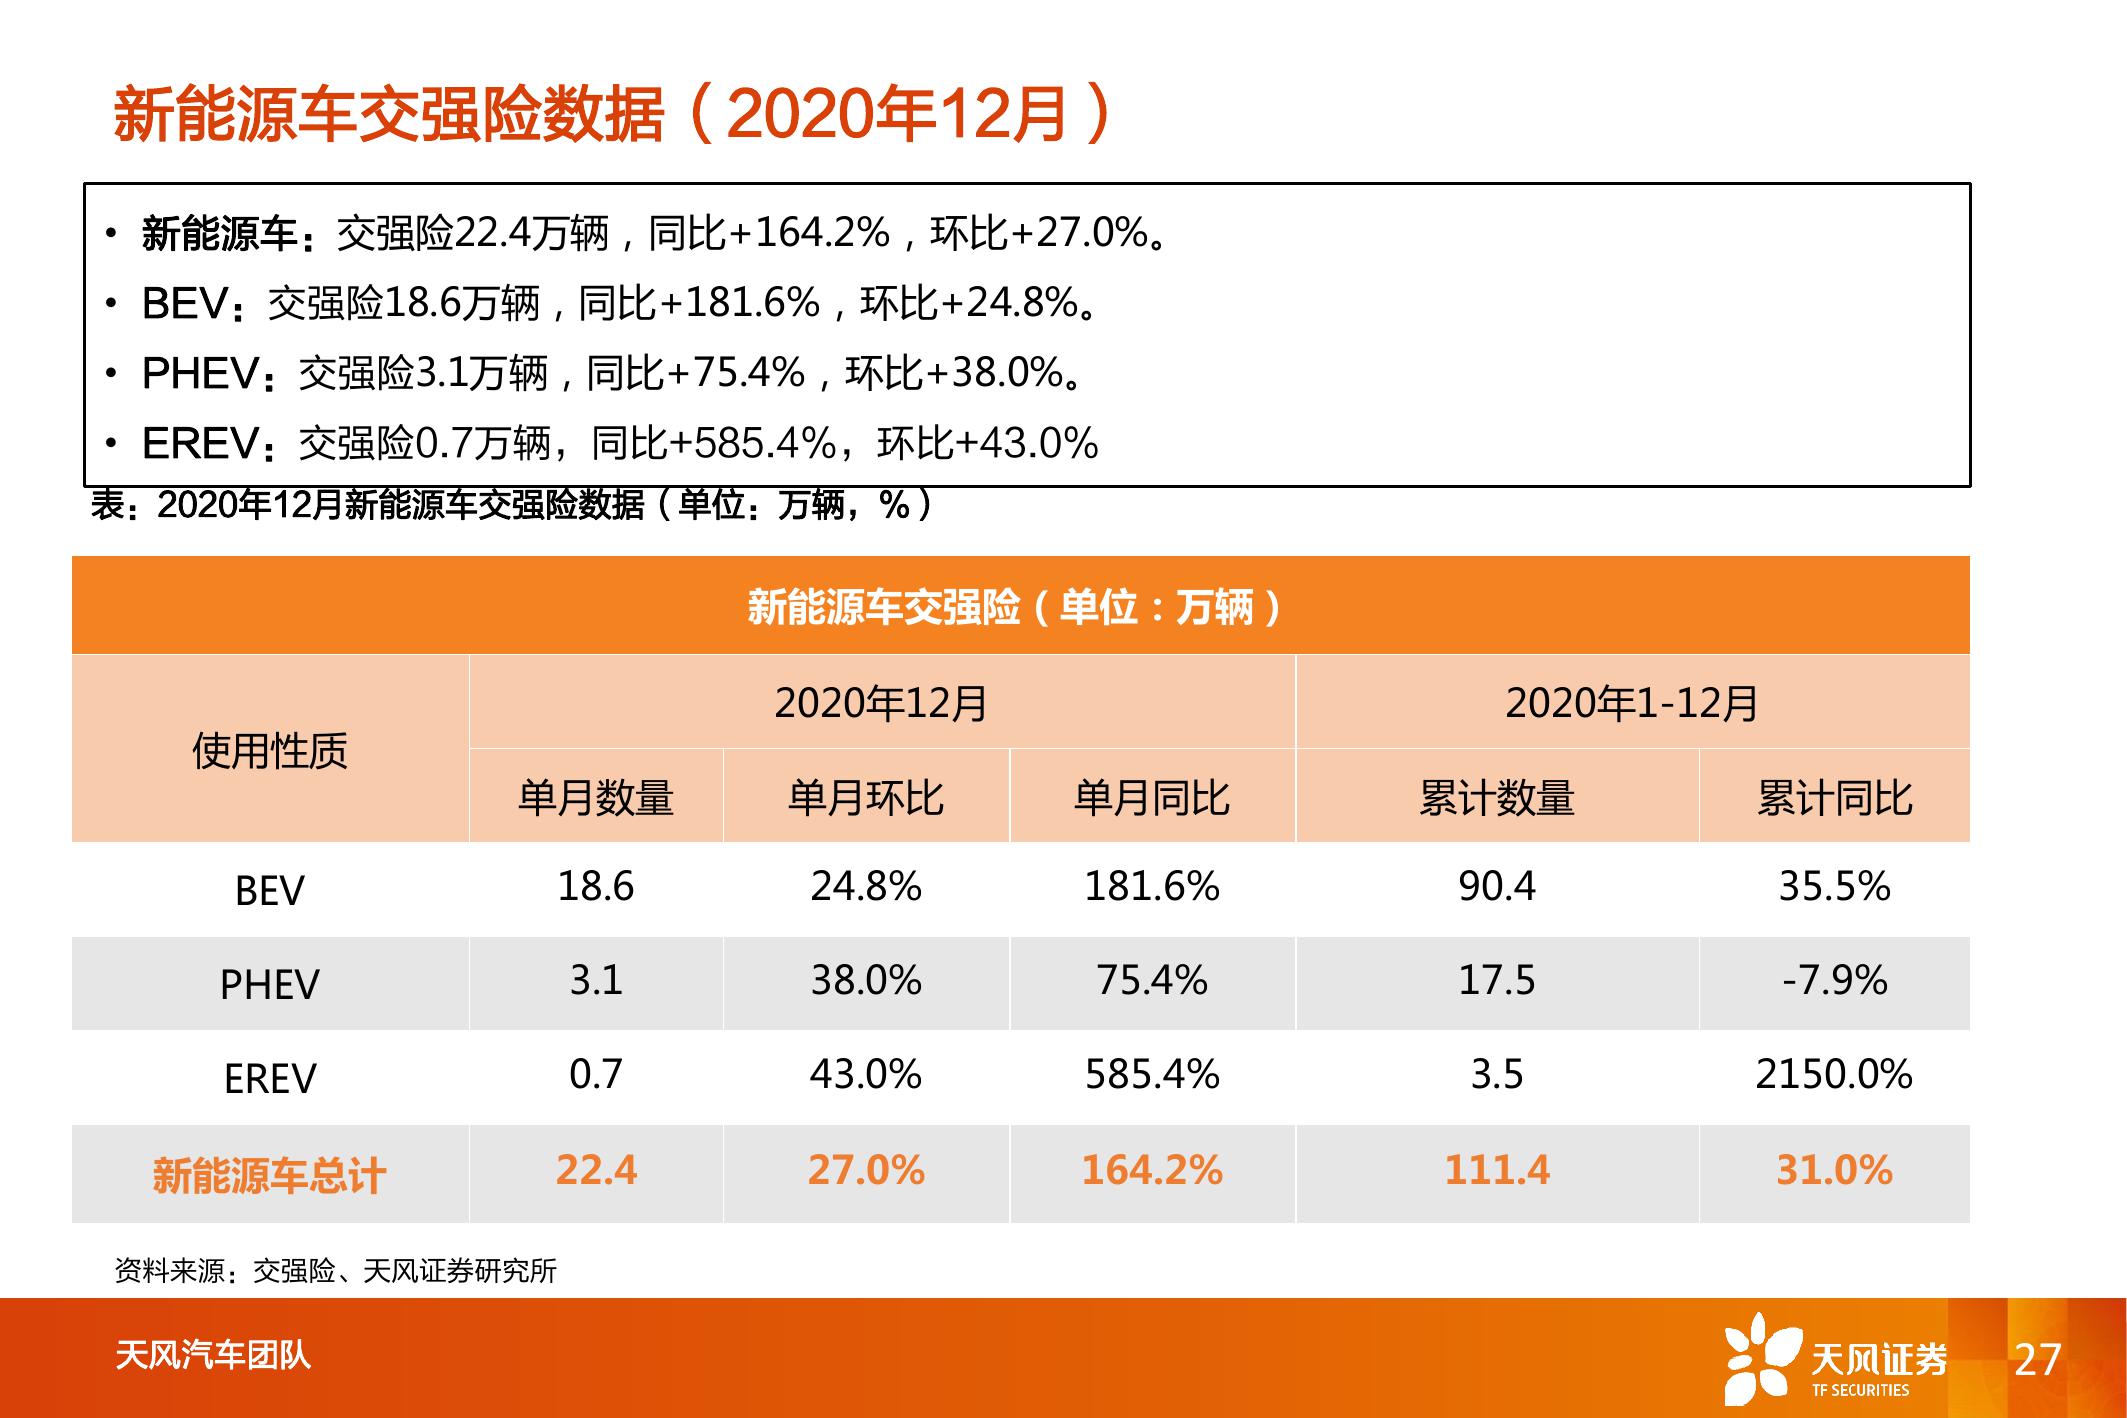 新能源车交强险数据（2020年12月）
• 新能源车：交强险22.4万辆，同比+164.2%，环比+27.0%。
• BEV：交强险18.6万辆，同比+181.6%，环比+24.8%。
• PHEV：交强险3.1万辆，同比+75.4%，环比+38.0%。
• EREV：交强险0.7万辆，同比+585.4%，环比+43.0%
表：2020年12月新能源车交强险数据（单位：万辆，%）
新能源车交强险（单位：万辆）
使用性质 2020年12月 2020年1-12月
单月数量 单月环比 单月同比 累计数量 累计同比
BEV 18.6 24.8% 181.6% 90.4 35.5%
PHEV 3.1 38.0% 75.4% 17.5 -7.9%
EREV 0.7 43.0% 585.4% 3.5 2150.0%
新能源车总计 22.4 27.0% 164.2% 111.4 31.0%
资料来源：交强险、天风证券研究所
天风汽车团队
天风证券
TF SECURITIES
27